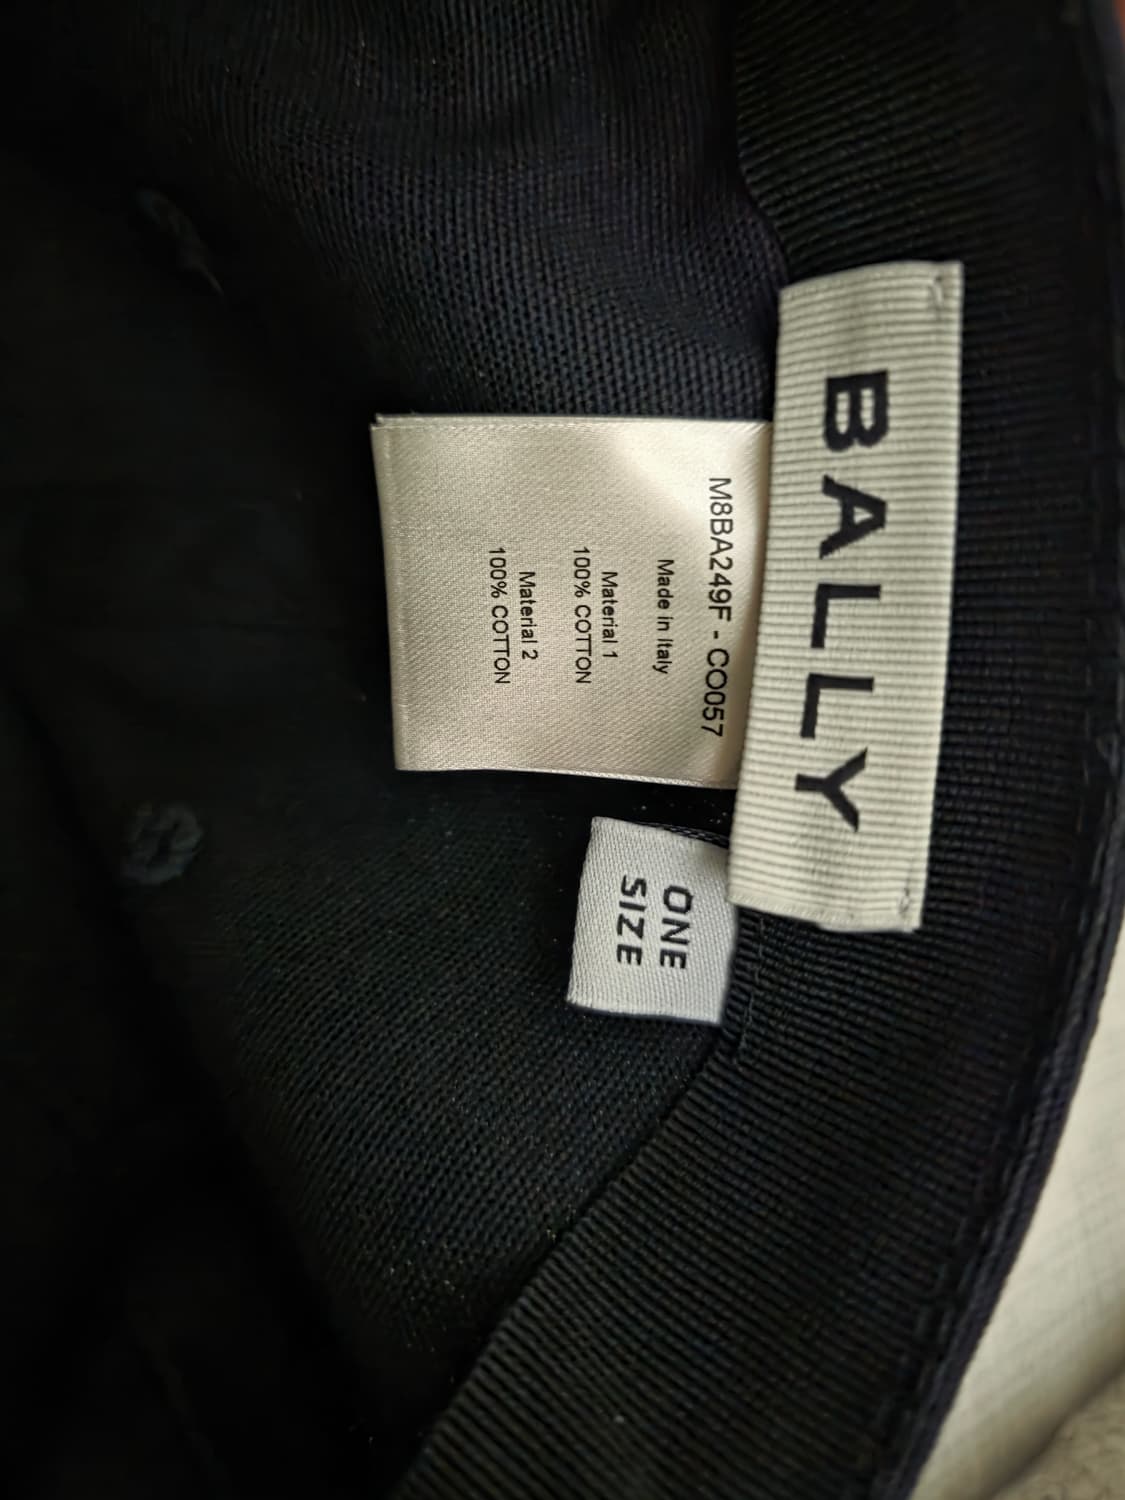 BALLY
M8BA249F - CO057
Made in Italy
Material 1
100% COTTON
Material 2
100% COTTON
ONE
SIZE